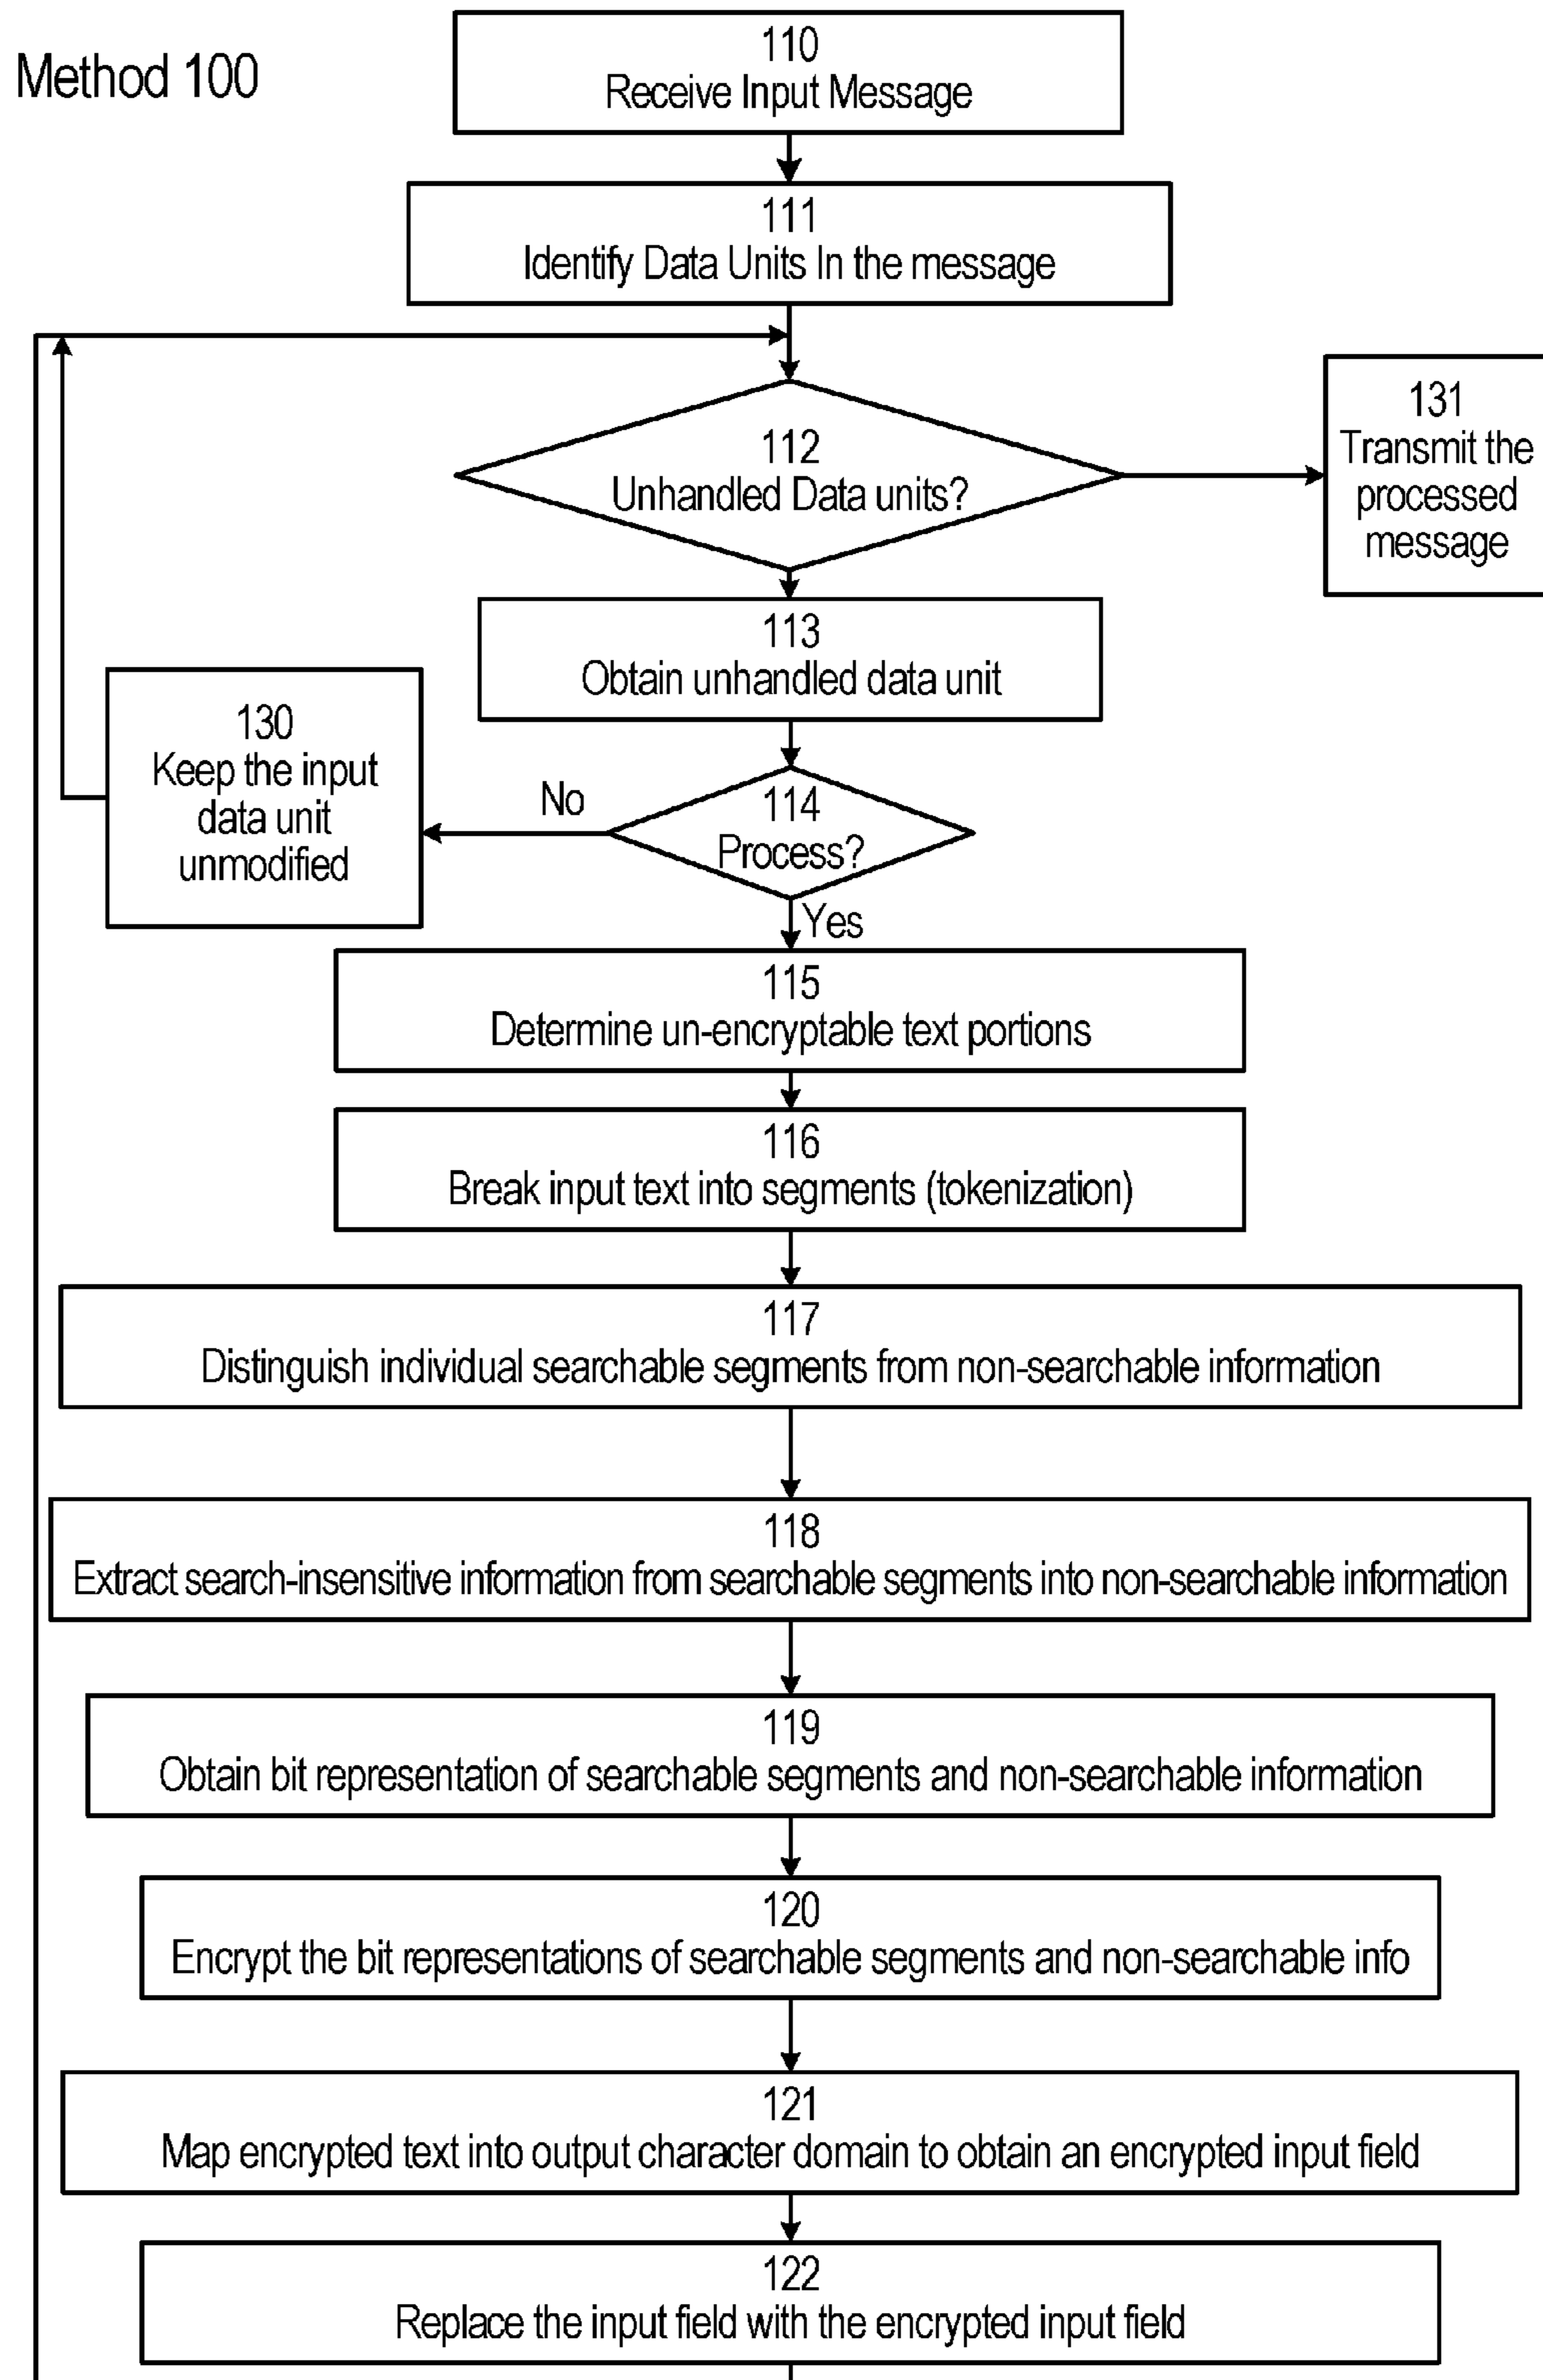 Method 100
110
Receive Input Message
111
Identify Data Units In the message
112
Unhandled Data units?
131
Transmit the
processed
message
113
Obtain unhandled data unit
130
Keep the input
data unit
unmodified
No
114
Process?
Yes
115
Determine un-encryptable text portions
116
Break input text into segments (tokenization)
117
Distinguish individual searchable segments from non-searchable information
118
Extract search-insensitive information from searchable segments into non-searchable information
119
Obtain bit representation of searchable segments and non-searchable information
120
Encrypt the bit representations of searchable segments and non-searchable info
121
Map encrypted text into output character domain to obtain an encrypted input field
122
Replace the input field with the encrypted input field